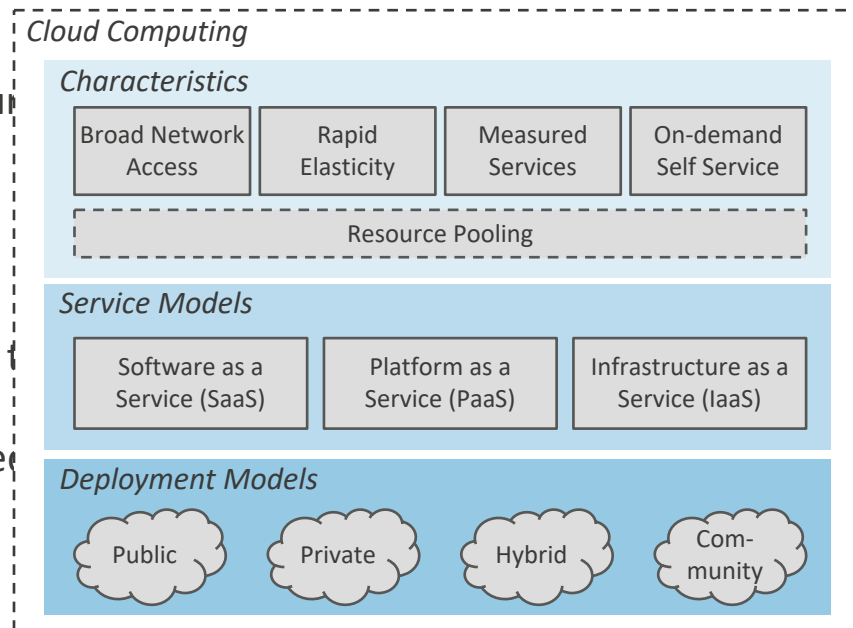 Cloud Computing
Characteristics
Broad Network
Access
Rapid
Elasticity
Measured
Services
On-demand
Self Service
Resource Pooling
Service Models
Software as a
Service (SaaS)
Platform as a
Service (PaaS)
Infrastructure as a
Service (IaaS)
Deployment Models
Public
Private
Hybrid
Com-
munity